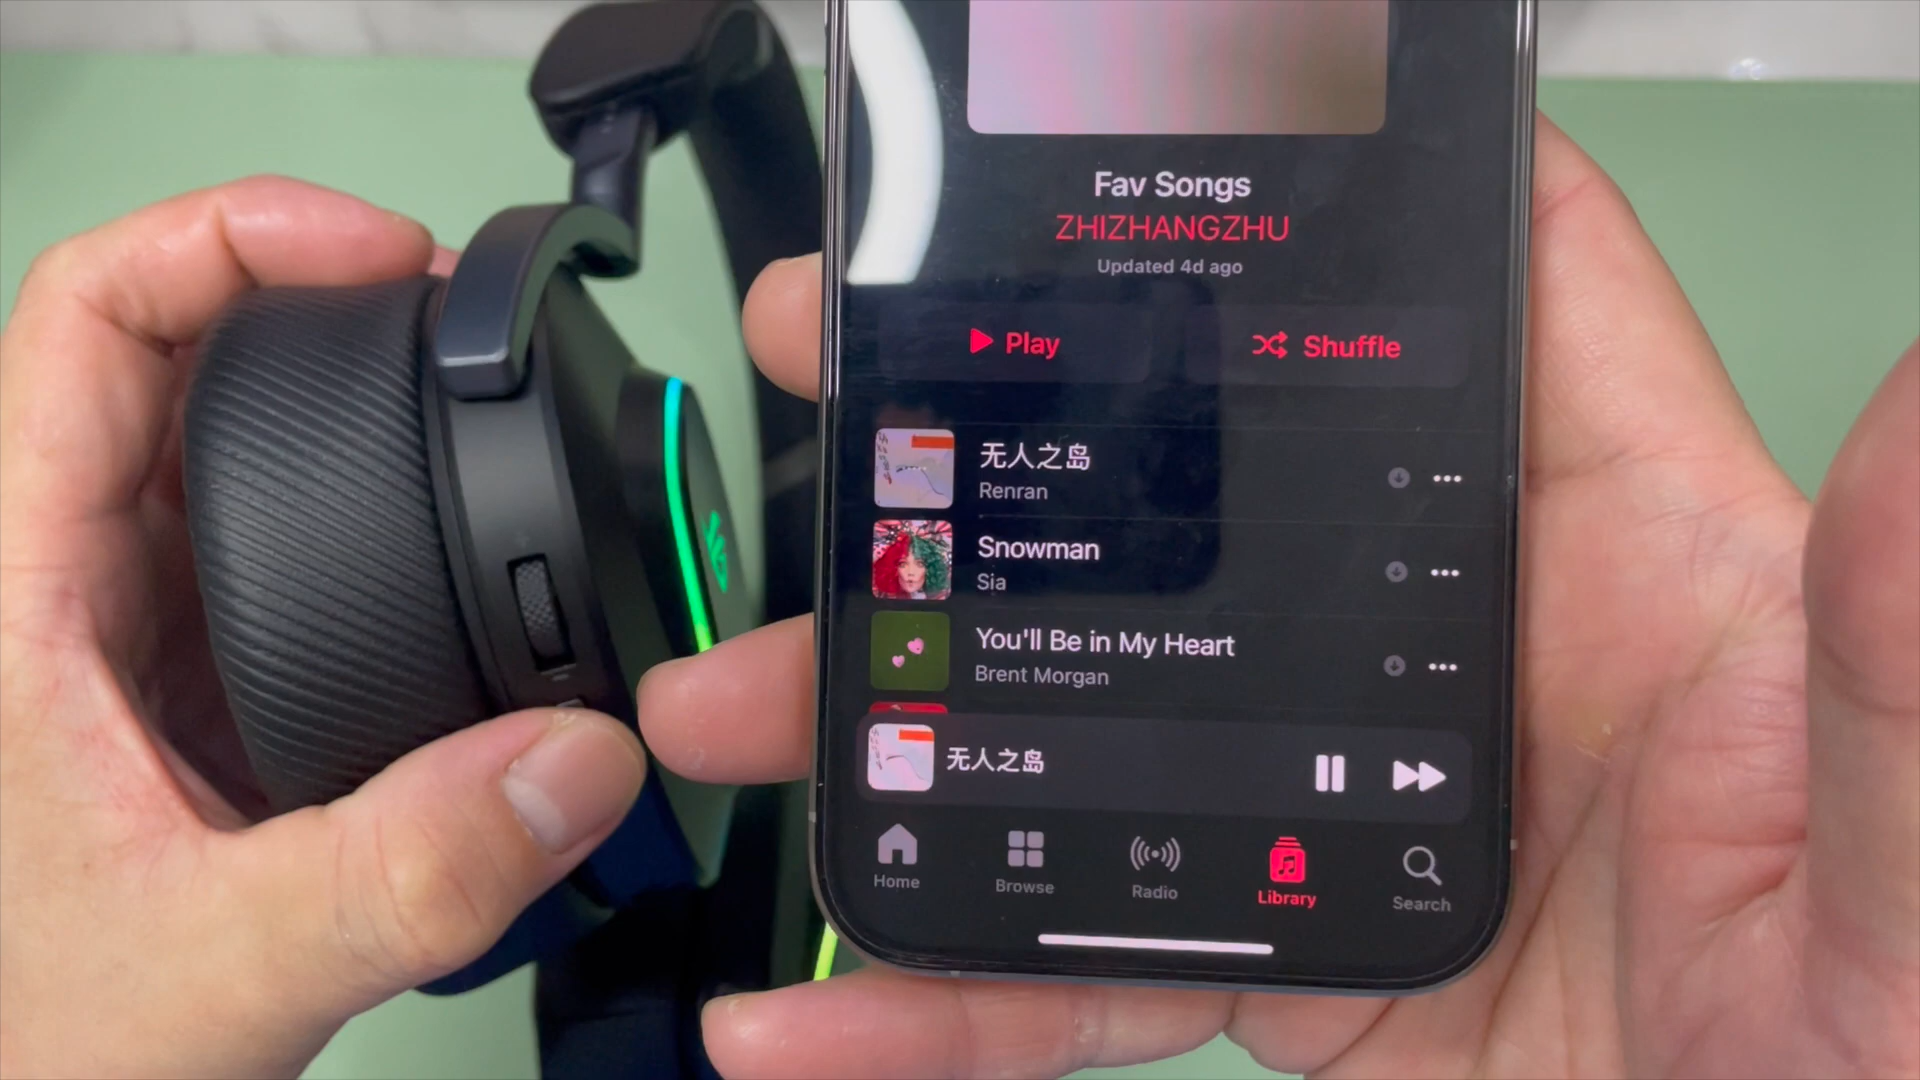 Fav Songs
ZHIZHANGZHU
Updated 4d ago
Play
Shuffle
无人之岛
Renran
Snowman
Sia
You'll Be in My Heart
Brent Morgan
无人之岛
Home
Browse
Radio
Library
Search